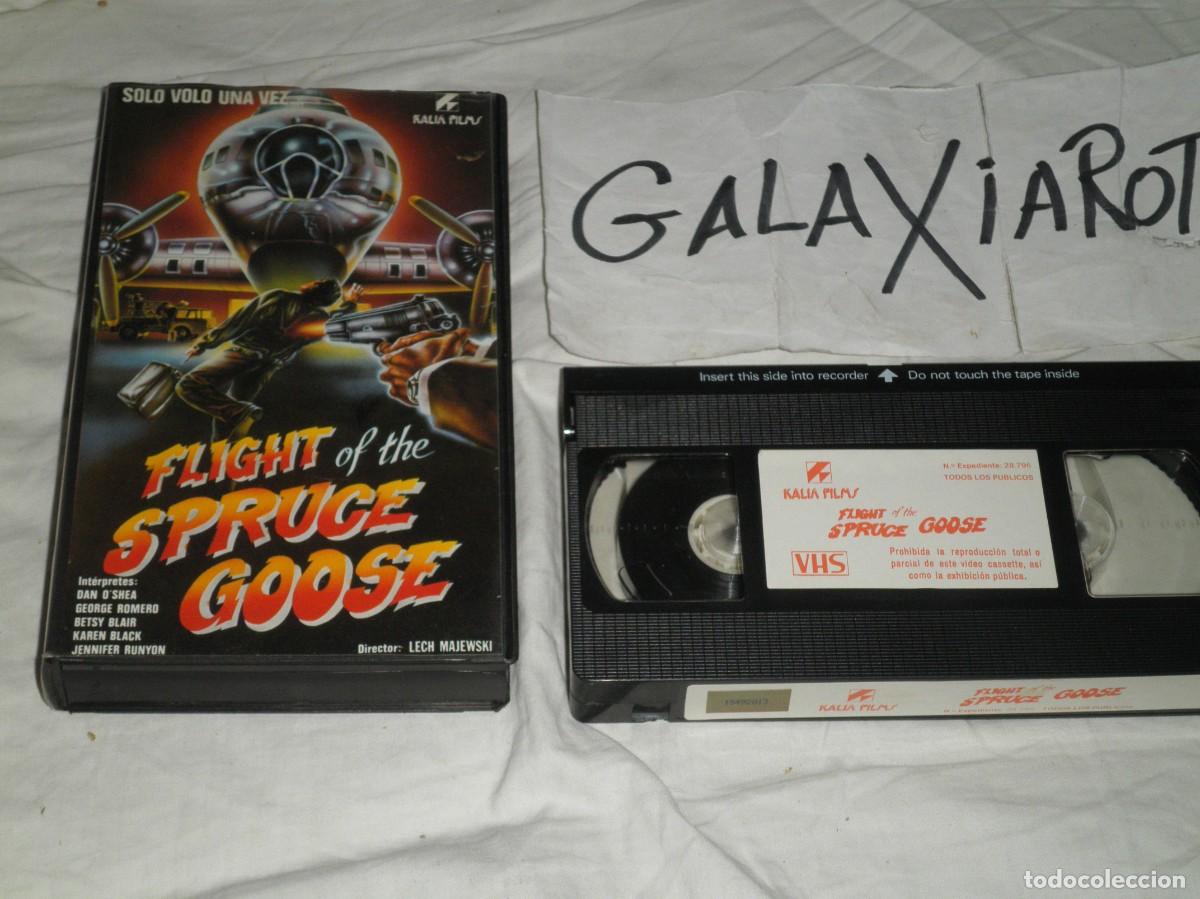 SOLO VOLO UNA VEZ...
KALIA FILMS
FLIGHT of the
SPRUCE
GOOSE
Intérpretes:
DAN O'SHEA
GEORGE ROMERO
BETSY BLAIR
KAREN BLACK
JENNIFER RUNYON
Director: LECH MAJEWSKI
GALAXiAROT
Insert this side into recorder Do not touch the tape inside
KALIA FILMS
N.º Expediente: 28.796
TODOS LOS PUBLICOS
FLIGHT of the
SPRUCE GOOSE
VHS
Prohibida la reproducción total o
parcial de este video cassette, así
como la exhibición pública.
KALIA FILMS
FLIGHT of the
SPRUCE GOOSE
todocoleccion